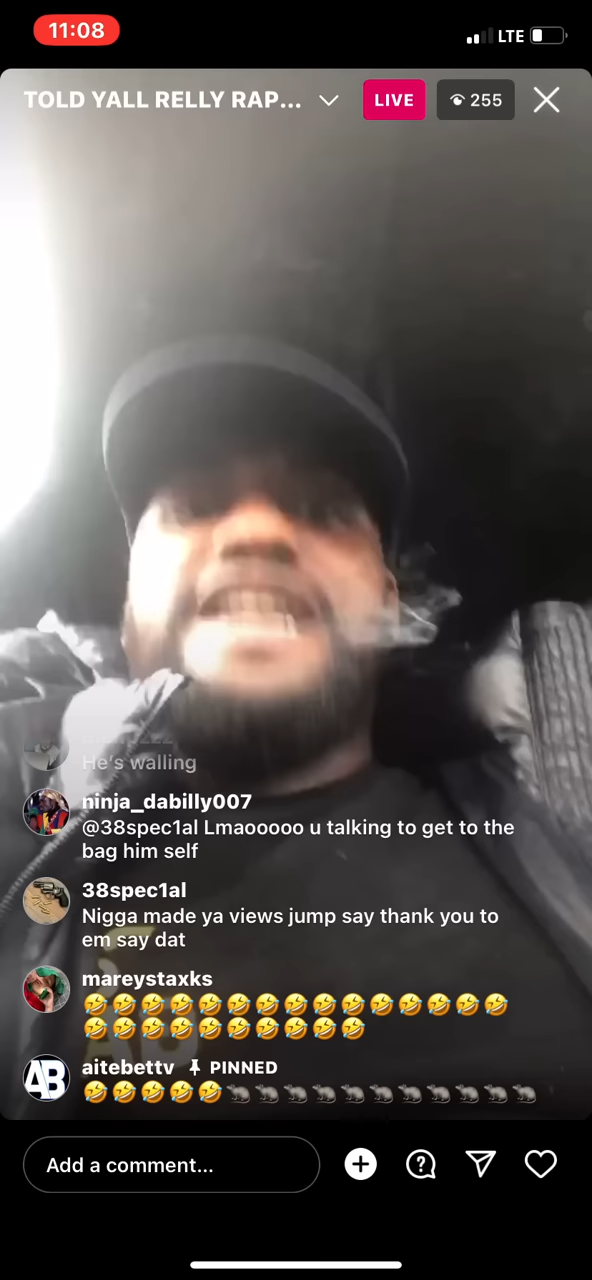 11:08
LTE
TOLD YALL RELLY RAP...
LIVE
255
He's walling
ninja_dabilly007
@38spec1al Lmaooooo u talking to get to the
bag him self
38spec1al
Nigga made ya views jump say thank you to
em say dat
mareystaxks
🤣🤣🤣🤣🤣🤣🤣🤣🤣🤣🤣🤣🤣🤣🤣
🤣🤣🤣🤣🤣🤣🤣🤣🤣🤣
AB
aitebettv PINNED
🤣🤣🤣🤣🤣🐀🐀🐀🐀🐀🐀🐀🐀🐀🐀🐀
Add a comment...